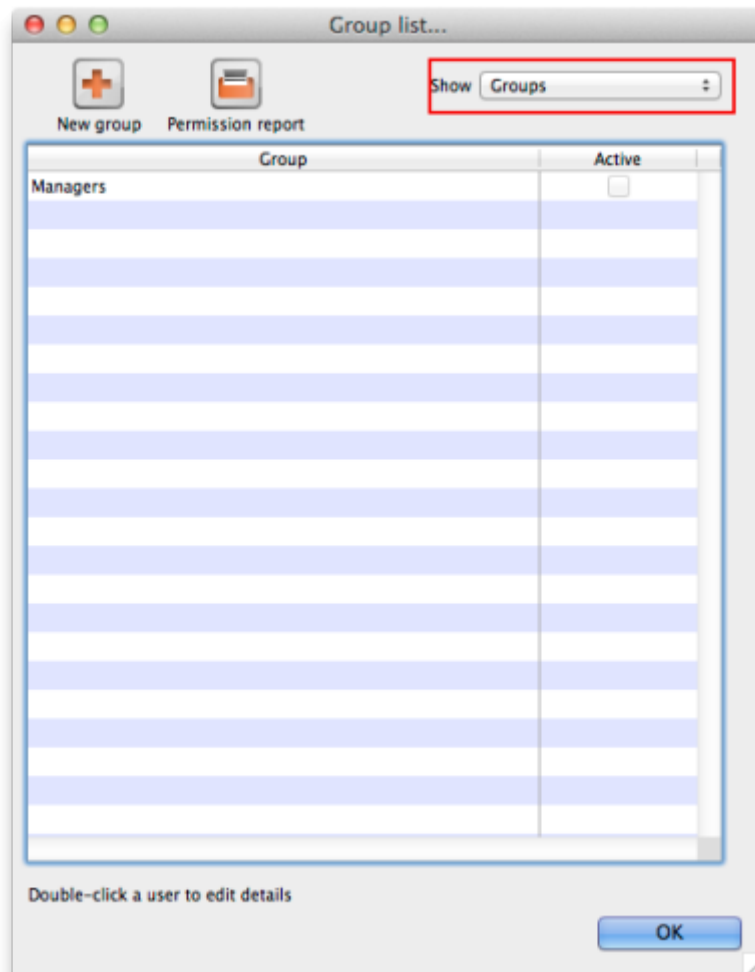 Group list...
Show Groups
New group Permission report
Group Active
Managers
Double-click a user to edit details
OK